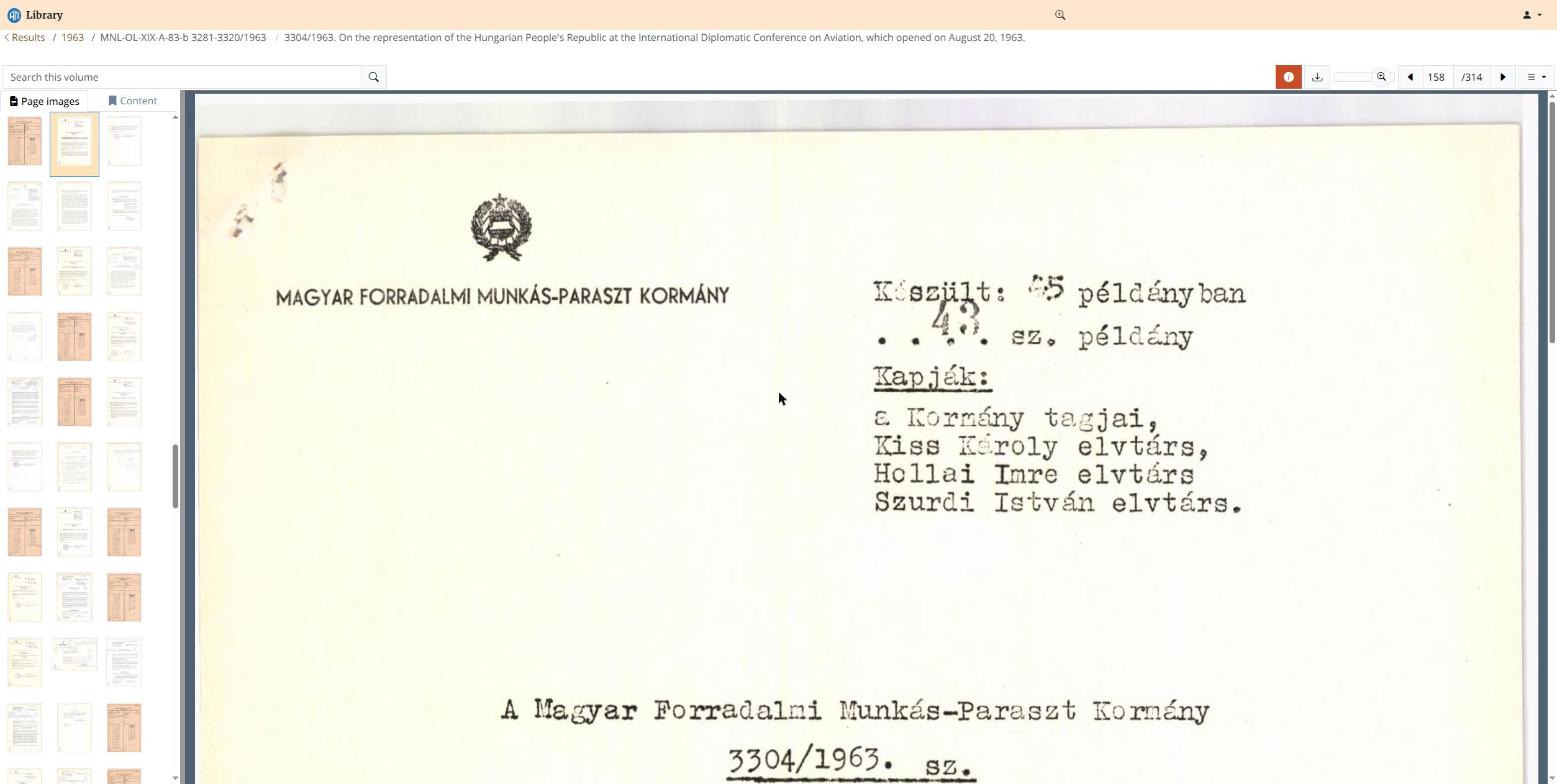 Library
Results / 1963 / MNL-OL-XIX-A-83-b 3281-3320/1963 / 3304/1963. On the representation of the Hungarian People's Republic at the International Diplomatic Conference on Aviation, which opened on August 20, 1963.
Search this volume
158 /314
Page images Content
MAGYAR FORRADALMI MUNKÁS-PARASZT KORMÁNY
Készült: 45 példányban
43
. . . . sz. példány
Kapják:
a Kormány tagjai,
Kiss Károly elvtárs,
Hollai Imre elvtárs
Szurdi István elvtárs.
A Magyar Forradalmi Munkás-Paraszt Kormány
3304/1963. sz.